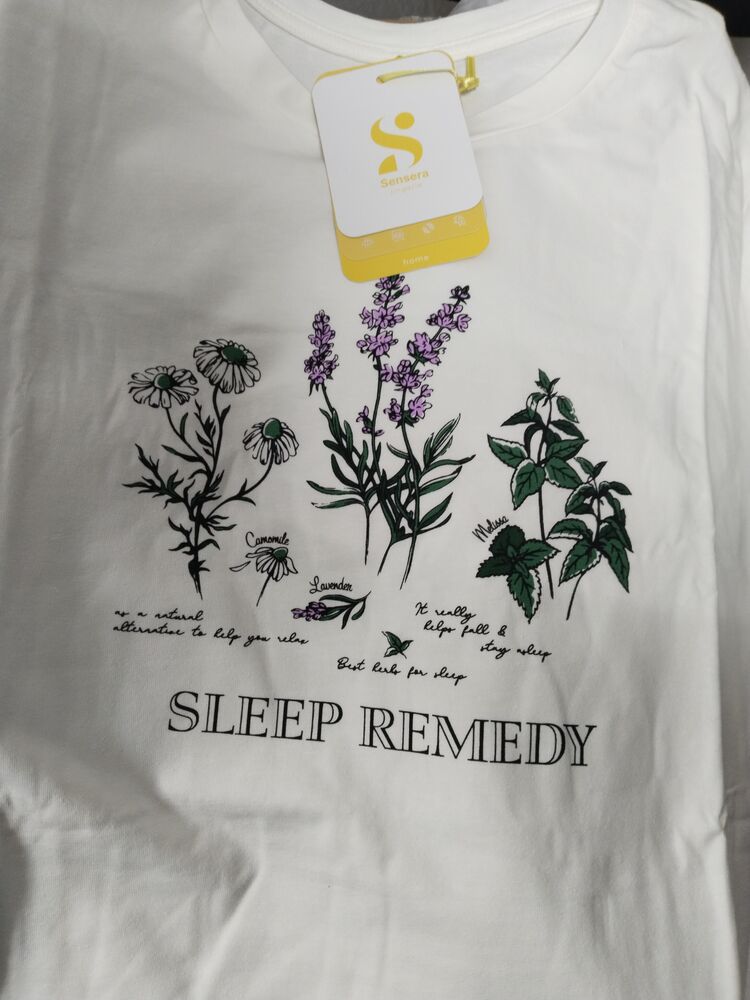 Sensera
home
Camomile
Melissa
Lavender
as a natural
alternative to help you relax
It really
helps fall &
stay asleep
Best herbs for sleep
SLEEP REMEDY